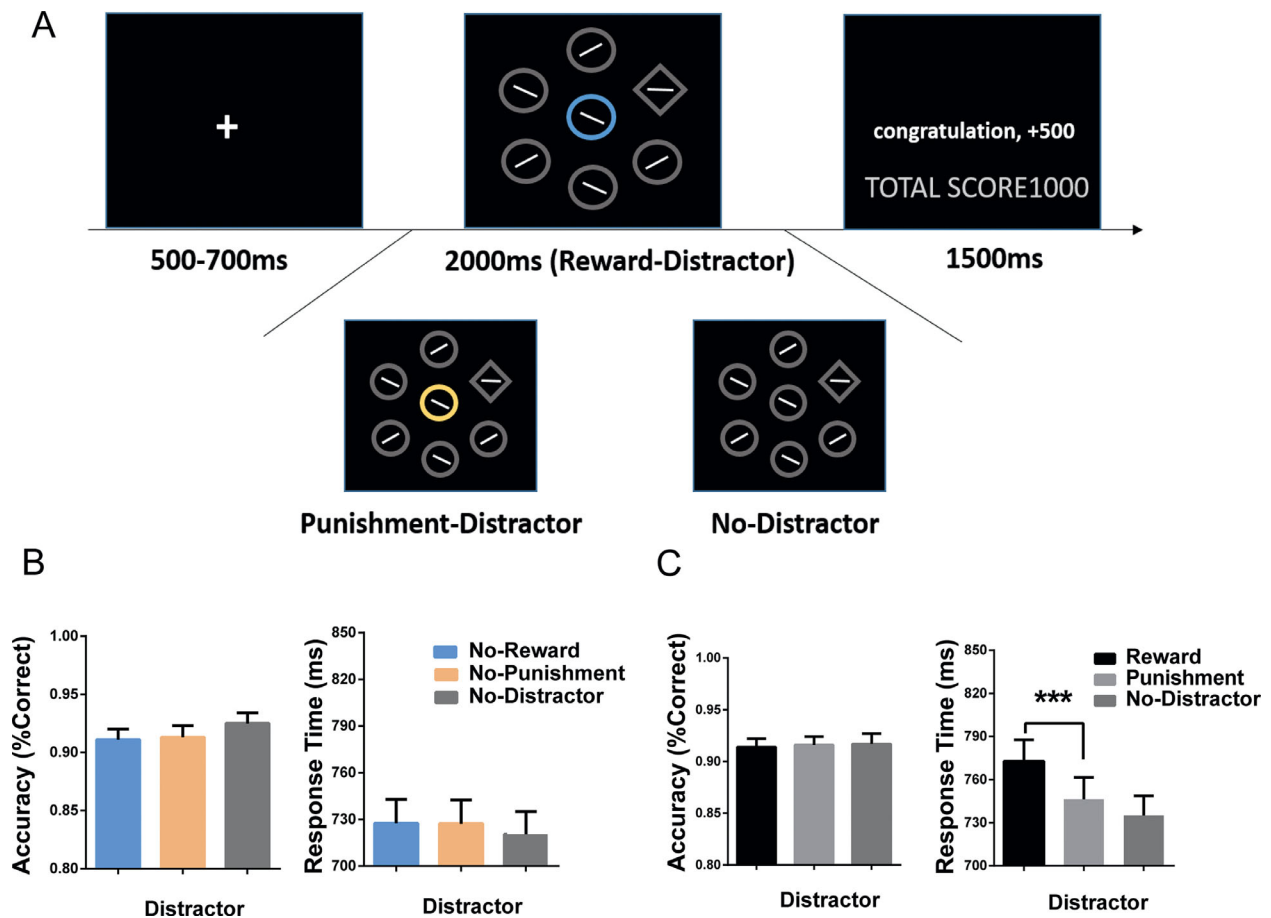 A
+
congratulation, +500
TOTAL SCORE1000
500-700ms
2000ms (Reward-Distractor)
1500ms
Punishment-Distractor
No-Distractor
B
Accuracy (%Correct)
1.00
0.95
0.90
0.85
0.80
Distractor
Response Time (ms)
850
820
790
760
730
700
No-Reward
No-Punishment
No-Distractor
Distractor
C
Accuracy (%Correct)
1.00
0.95
0.90
0.85
0.80
Distractor
Response Time (ms)
850
820
790
760
730
700
Reward
Punishment
No-Distractor
***
Distractor